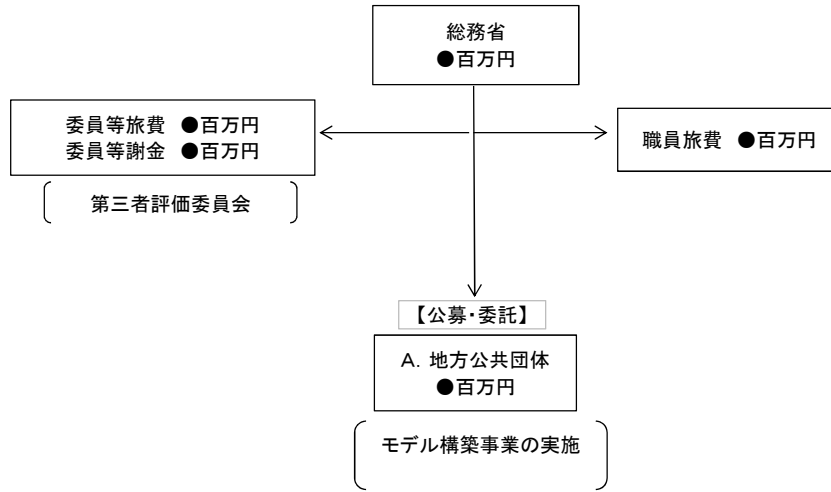 総務省
●百万円
委員等旅費 ●百万円
委員等謝金 ●百万円
第三者評価委員会
職員旅費 ●百万円
【公募・委託】
A. 地方公共団体
●百万円
モデル構築事業の実施